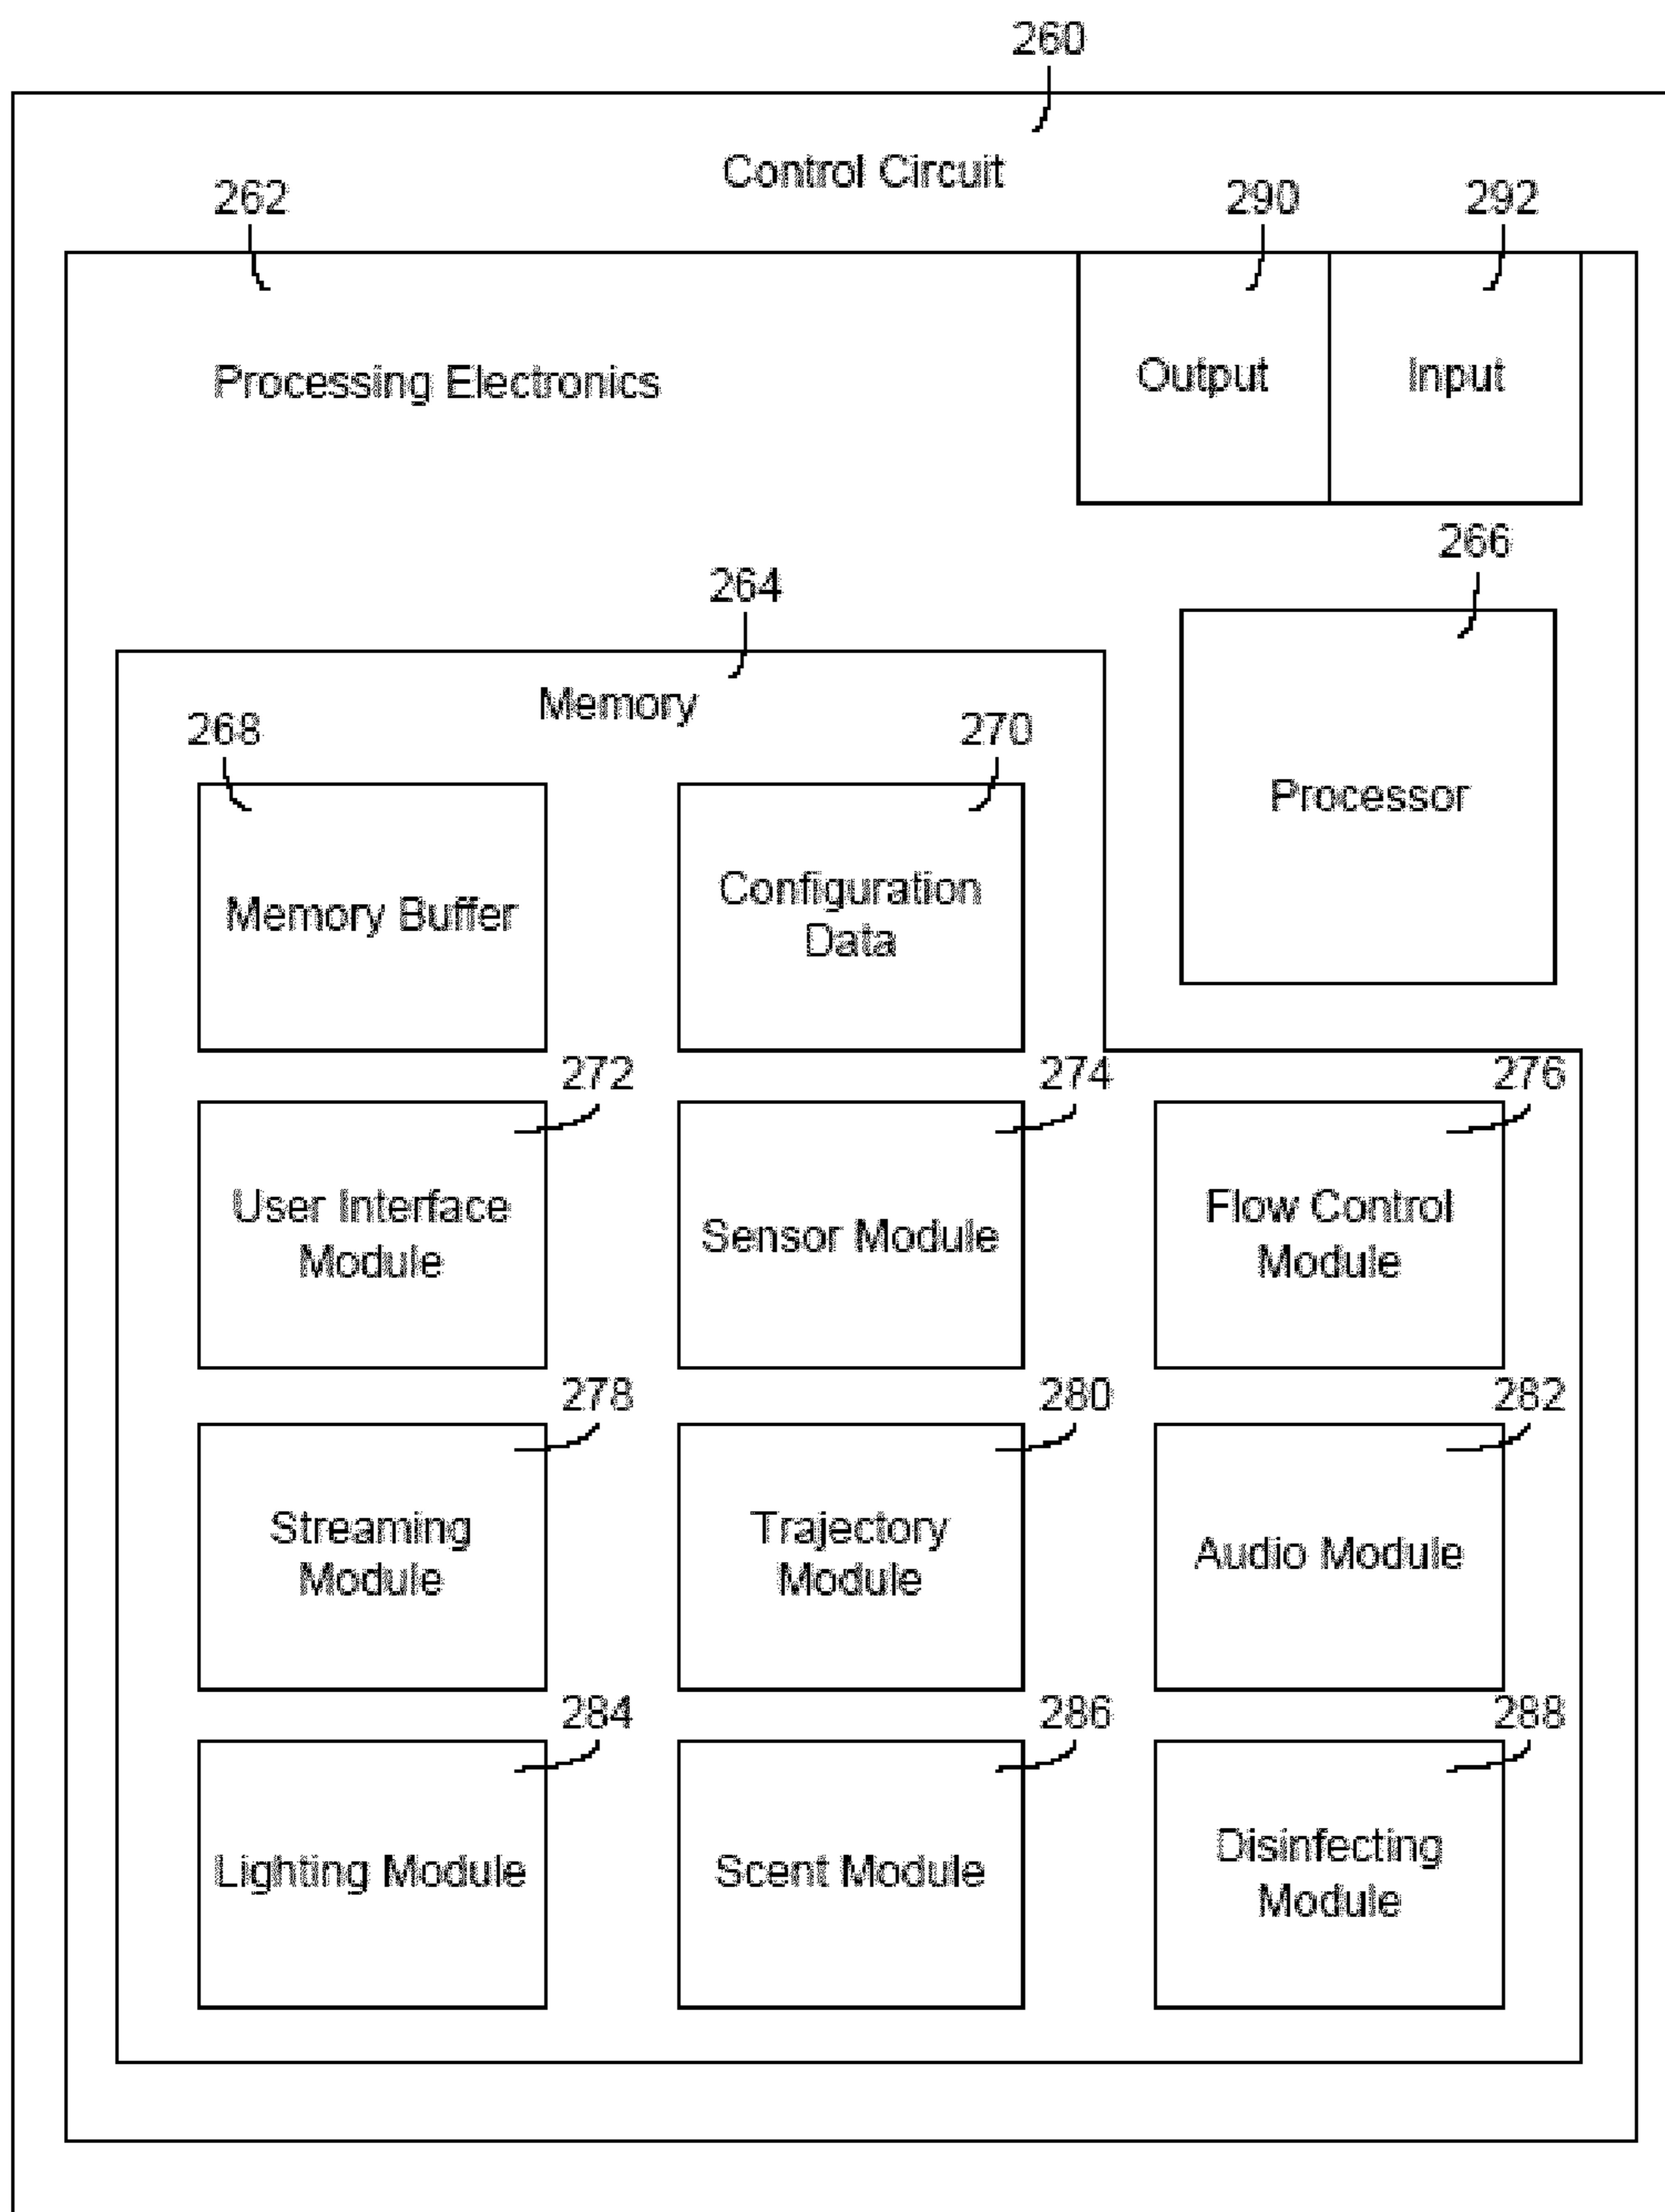 260
Control Circuit
262
290
292
Processing Electronics
Output
Input
266
264
Memory
Processor
268
270
Memory Buffer
Configuration
Data
272
274
276
User Interface
Module
Sensor Module
Flow Control
Module
278
280
282
Streaming
Module
Trajectory
Module
Audio Module
284
286
288
Lighting Module
Scent Module
Disinfecting
Module